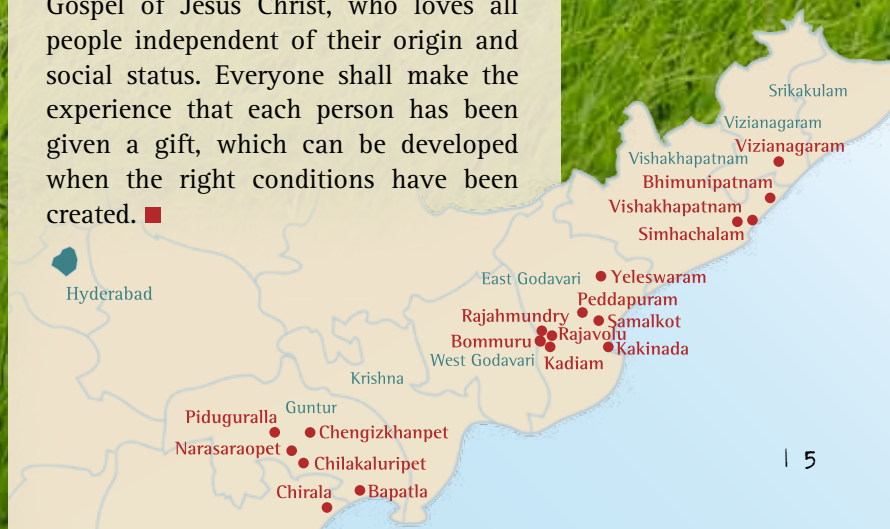 Gospel of Jesus Christ, who loves all
people independent of their origin and
social status. Everyone shall make the
experience that each person has been
given a gift, which can be developed
when the right conditions have been
created.
Srikakulam
Vizianagaram
Vizianagaram
Vishakhapatnam
Bhimunipatnam
Vishakhapatnam
Simhachalam
Hyderabad
East Godavari
Yeleswaram
Peddapuram
Rajahmundry
Samalkot
Rajavolu
Bommuru
Kakinada
West Godavari
Kadiam
Krishna
Guntur
Piduguralla
Chengizkhanpet
Narasaraopet
Chilakaluripet
Chirala
Bapatla
| 5